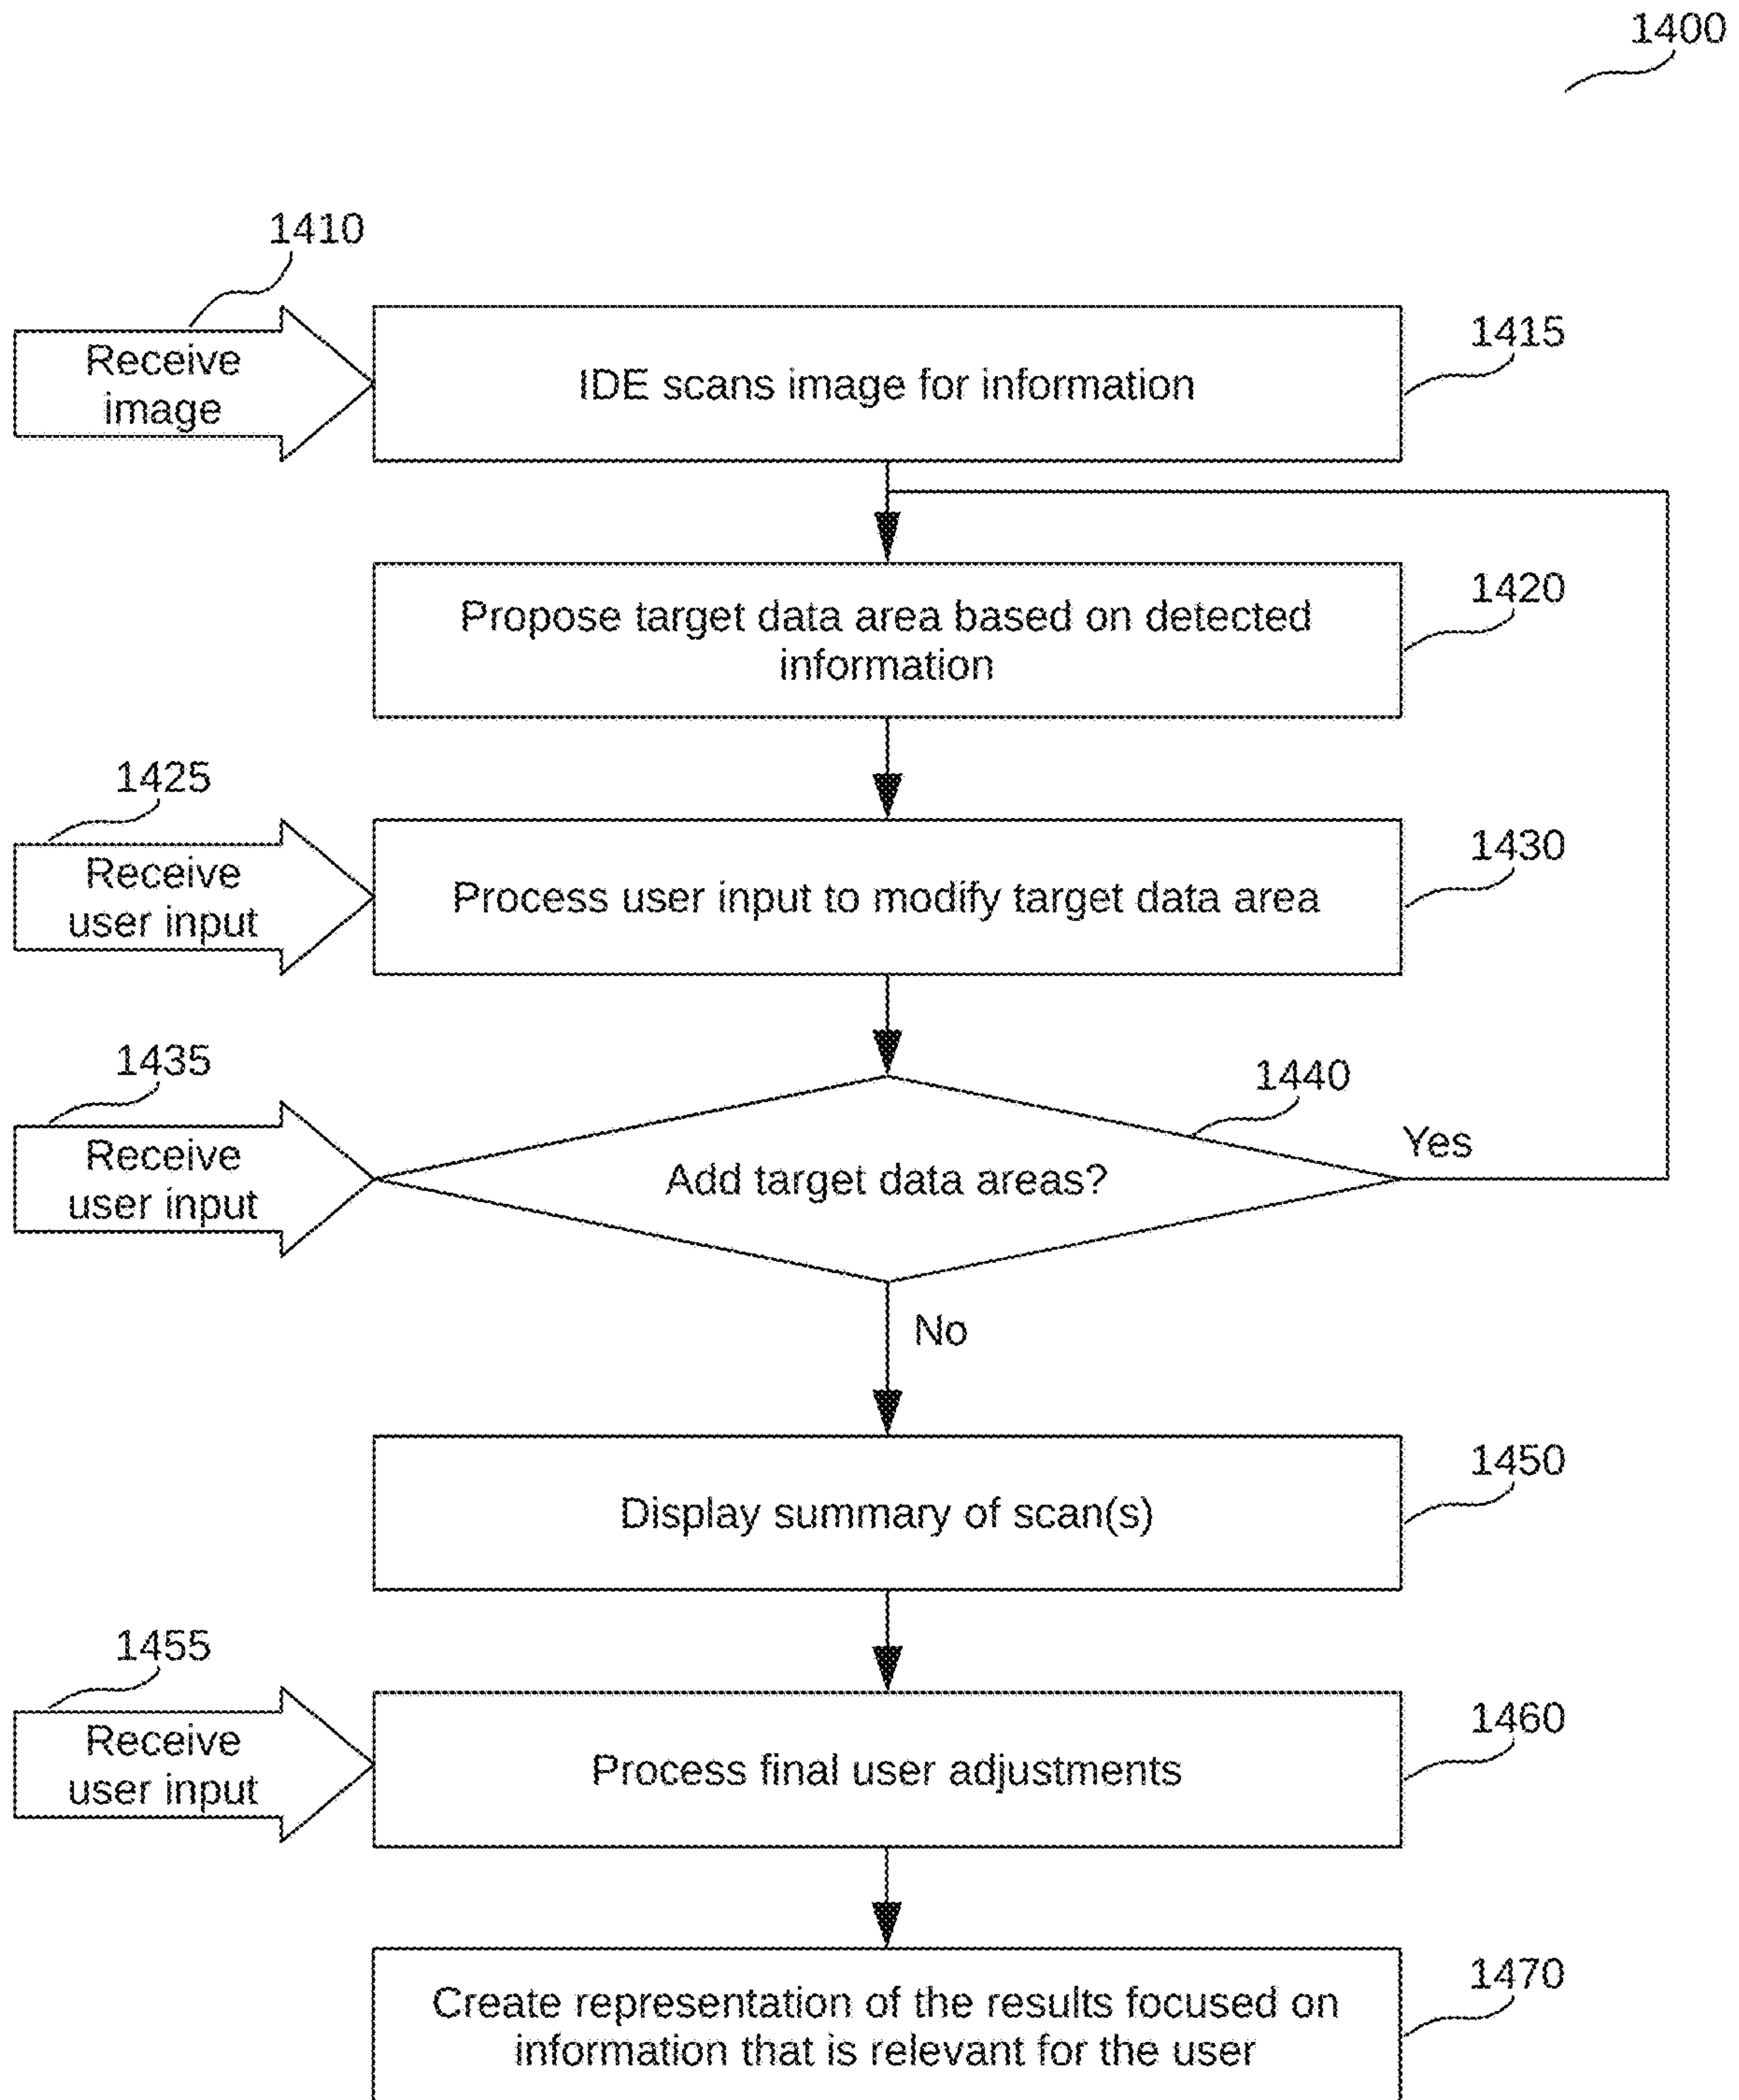 1400
1410
Receive
image
IDE scans image for information
1415
Propose target data area based on detected
information
1420
1425
Receive
user input
Process user input to modify target data area
1430
1435
Receive
user input
Add target data areas?
1440
Yes
No
Display summary of scan(s)
1450
1455
Receive
user input
Process final user adjustments
1460
Create representation of the results focused on
information that is relevant for the user
1470